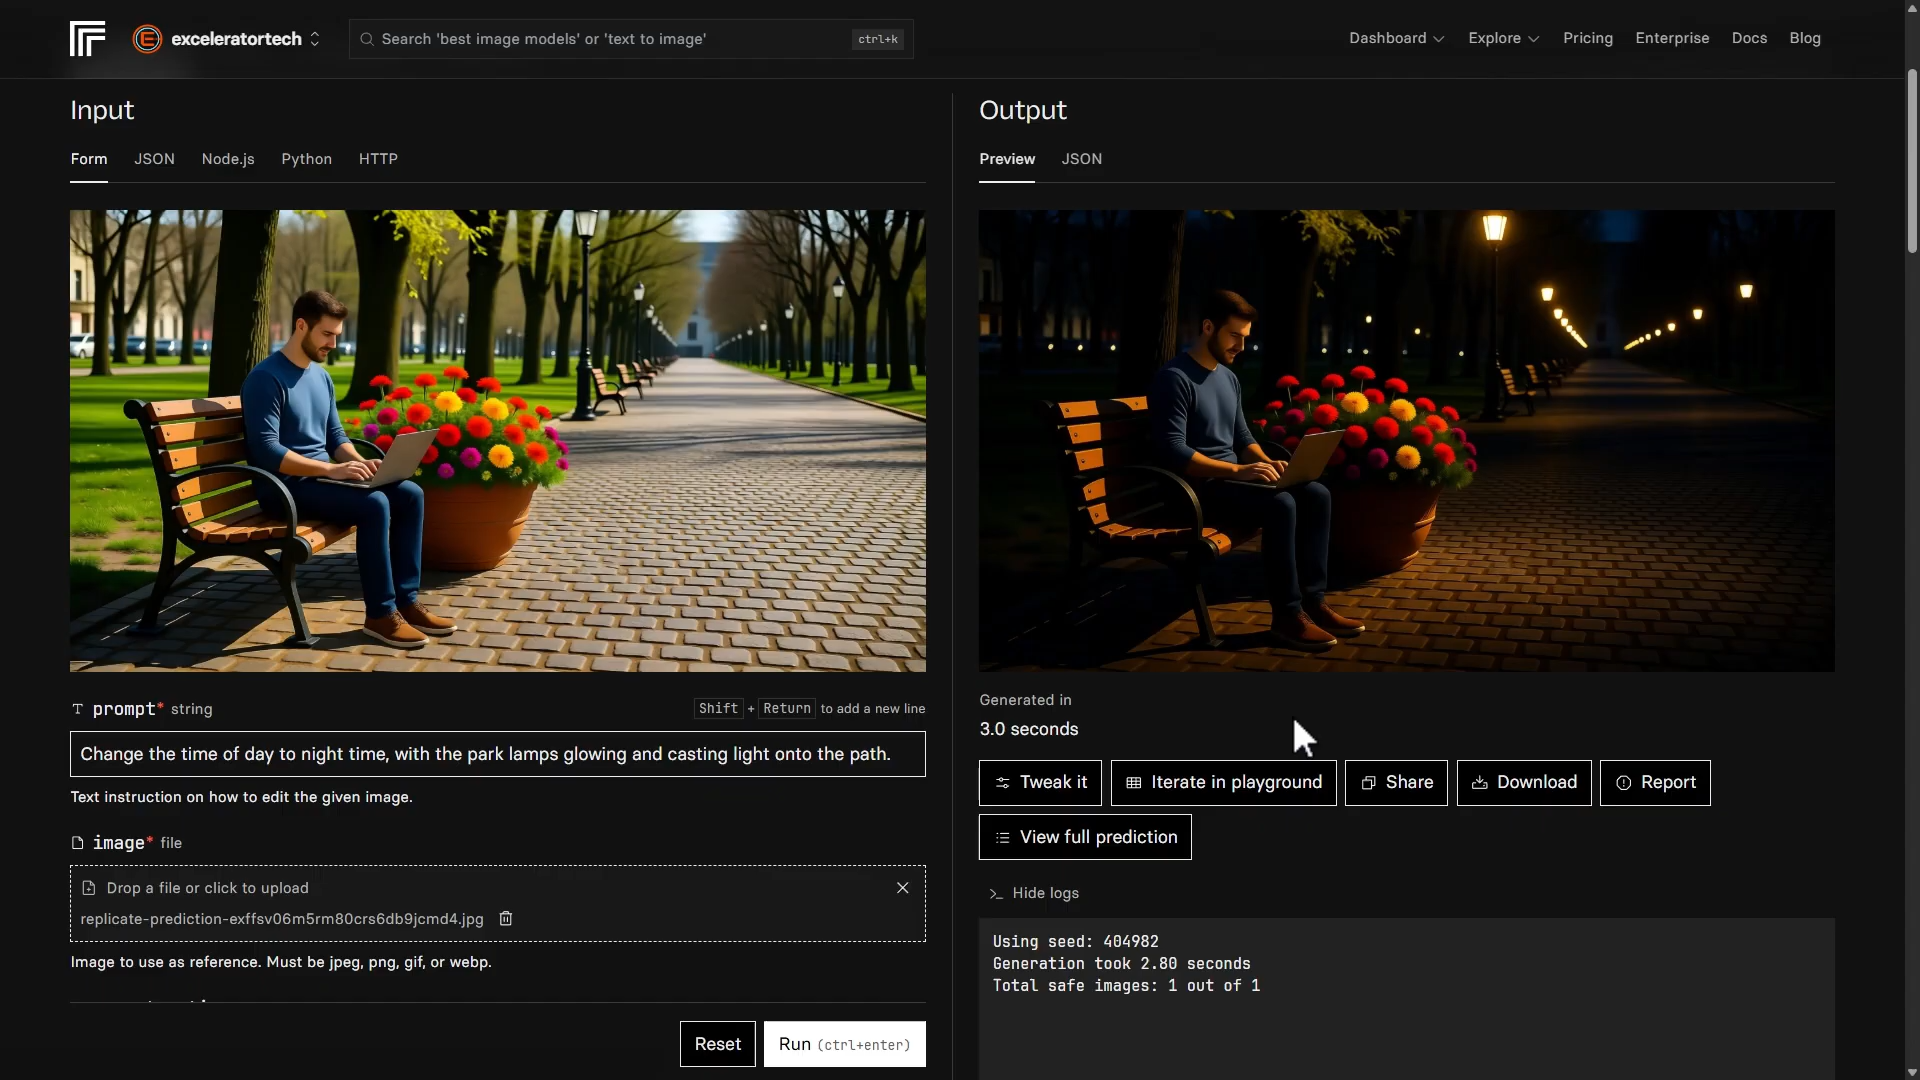 exceleratortech
Search 'best image models' or 'text to image'
ctrl+k
Dashboard
Explore
Pricing
Enterprise
Docs
Blog
Input
Form
JSON
Node.js
Python
HTTP
prompt* string
Shift + Return to add a new line
Change the time of day to night time, with the park lamps glowing and casting light onto the path.
Text instruction on how to edit the given image.
image* file
Drop a file or click to upload
replicate-prediction-exffsv06m5rm80crs6db9jcmd4.jpg
Image to use as reference. Must be jpeg, png, gif, or webp.
Reset
Run (ctrl+enter)
Output
Preview
JSON
Generated in
3.0 seconds
Tweak it
Iterate in playground
Share
Download
Report
View full prediction
Hide logs
Using seed: 404982
Generation took 2.80 seconds
Total safe images: 1 out of 1